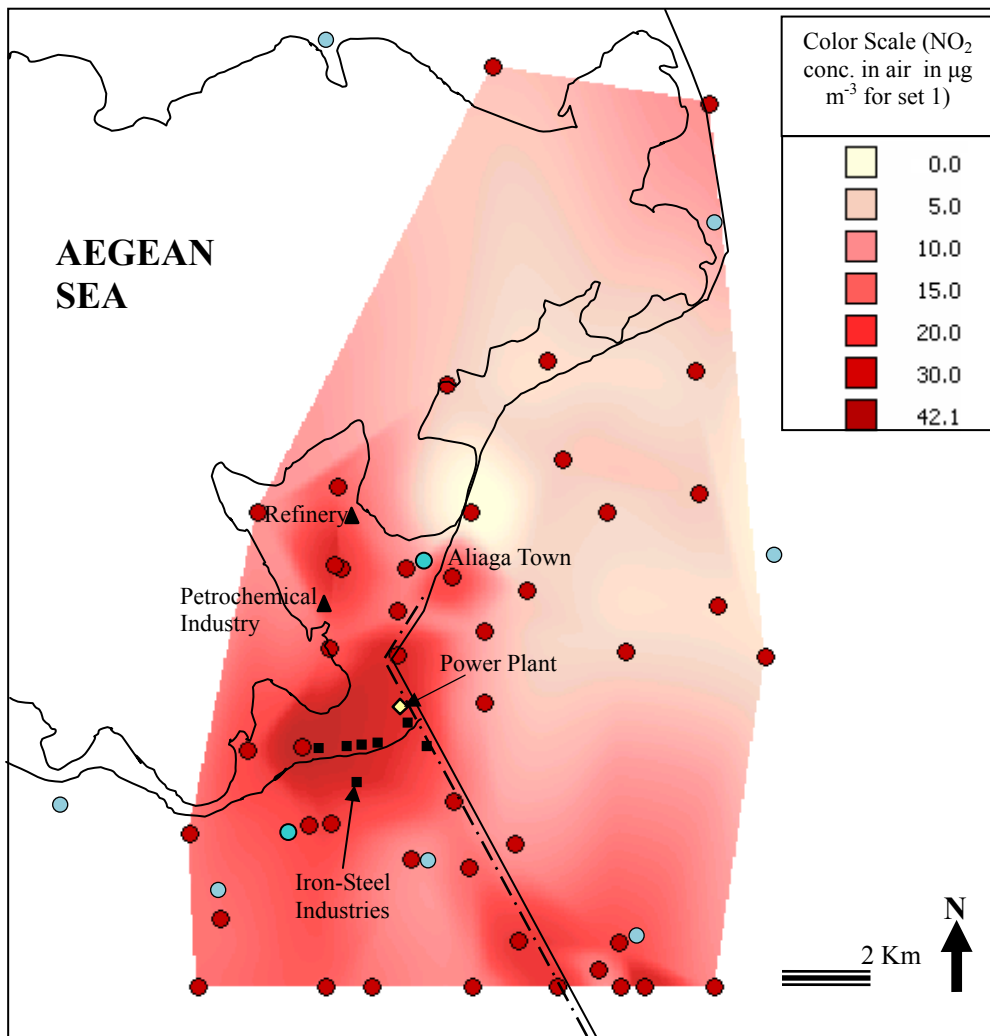 Color Scale (NO₂
conc. in air in μg
m⁻³ for set 1)
0.0
5.0
10.0
15.0
20.0
30.0
42.1
AEGEAN
SEA
Refinery
Aliaga Town
Petrochemical
Industry
Power Plant
Iron-Steel
Industries
N
2 Km